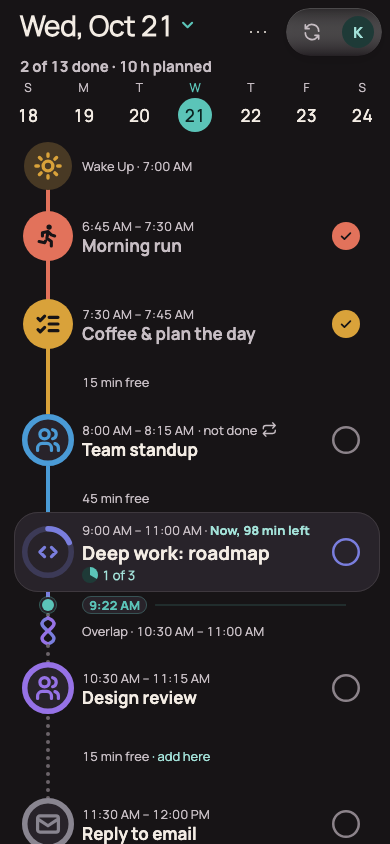 Wed, Oct 21
...
K
2 of 13 done · 10 h planned
S M T W T F S
18 19 20 21 22 23 24
Wake Up · 7:00 AM
6:45 AM – 7:30 AM
Morning run
7:30 AM – 7:45 AM
Coffee & plan the day
15 min free
8:00 AM – 8:15 AM · not done
Team standup
45 min free
9:00 AM – 11:00 AM · Now, 98 min left
Deep work: roadmap
1 of 3
9:22 AM
Overlap · 10:30 AM – 11:00 AM
10:30 AM – 11:15 AM
Design review
15 min free · add here
11:30 AM – 12:00 PM
Reply to email